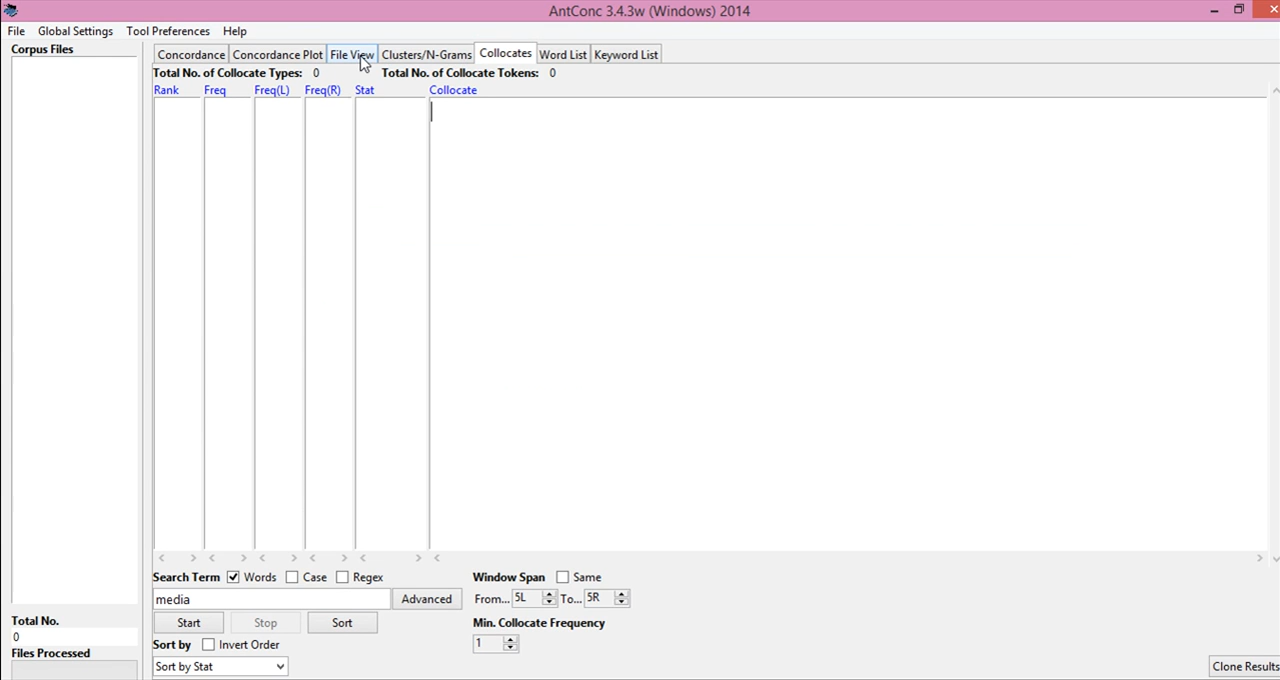 AntConc 3.4.3w (Windows) 2014
File Global Settings Tool Preferences Help
Corpus Files
Concordance Concordance Plot File View Clusters/N-Grams Collocates Word List Keyword List
Total No. of Collocate Types: 0 Total No. of Collocate Tokens: 0
Rank Freq Freq(L) Freq(R) Stat Collocate
Search Term Words Case Regex Window Span Same
media Advanced From... 5L To... 5R
Start Stop Sort Min. Collocate Frequency
Total No.
0
Sort by Invert Order 1
Files Processed
Sort by Stat Clone Results